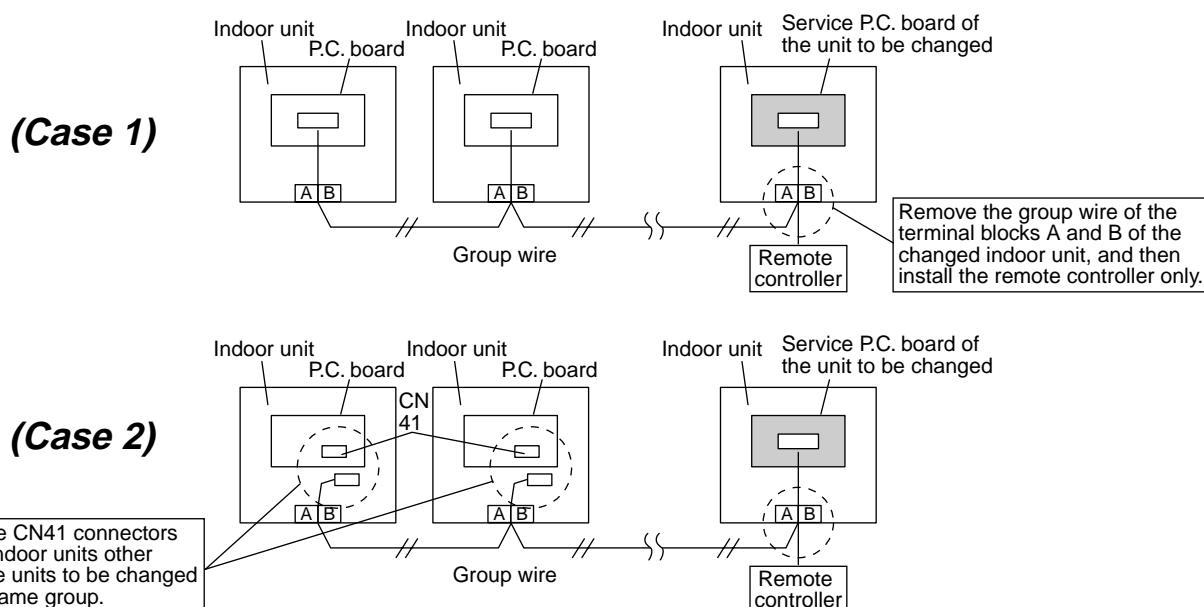 Indoor unit
P.C. board
Indoor unit
P.C. board
Indoor unit
Service P.C. board of
the unit to be changed
(Case 1)
A B
A B
A B
Group wire
Remote
controller
Remove the group wire of the
terminal blocks A and B of the
changed indoor unit, and then
install the remote controller only.
Indoor unit
P.C. board
Indoor unit
P.C. board
Indoor unit
Service P.C. board of
the unit to be changed
(Case 2)
CN
41
A B
A B
A B
CN41 connectors
ndoor units other
units to be changed
ame group.
Group wire
Remote
controller